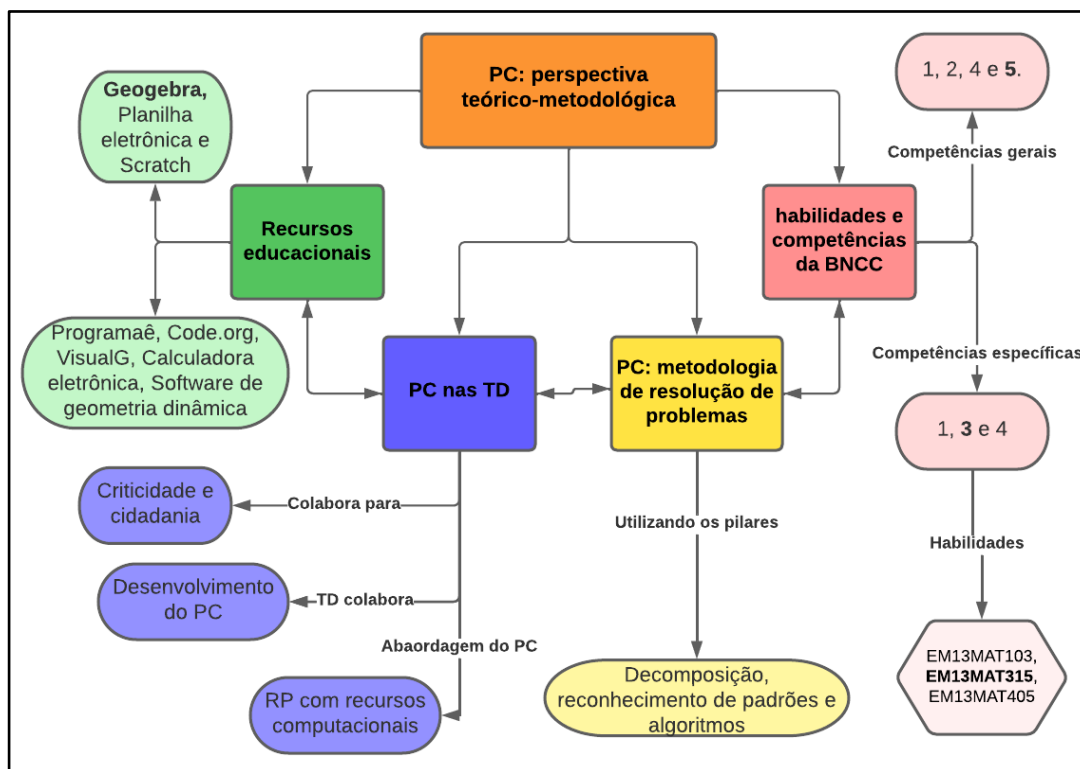 PC: perspectiva
teórico-metodológica
1, 2, 4 e 5.
Geogebra,
Planilha
eletrônica e
Scratch
Competências gerais
Recursos
educacionais
habilidades e
competências
da BNCC
Programaê, Code.org,
VisualG, Calculadora
eletrônica, Software de
geometria dinâmica
PC nas TD
PC: metodologia
de resolução de
problemas
Competências específicas
1, 3 e 4
Criticidade e
cidadania
Colabora para
Utilizando os pilares
Habilidades
Desenvolvimento
do PC
TD colabora
Abaordagem do PC
RP com recursos
computacionais
Decomposição,
reconhecimento de padrões e
algoritmos
EM13MAT103,
EM13MAT315,
EM13MAT405